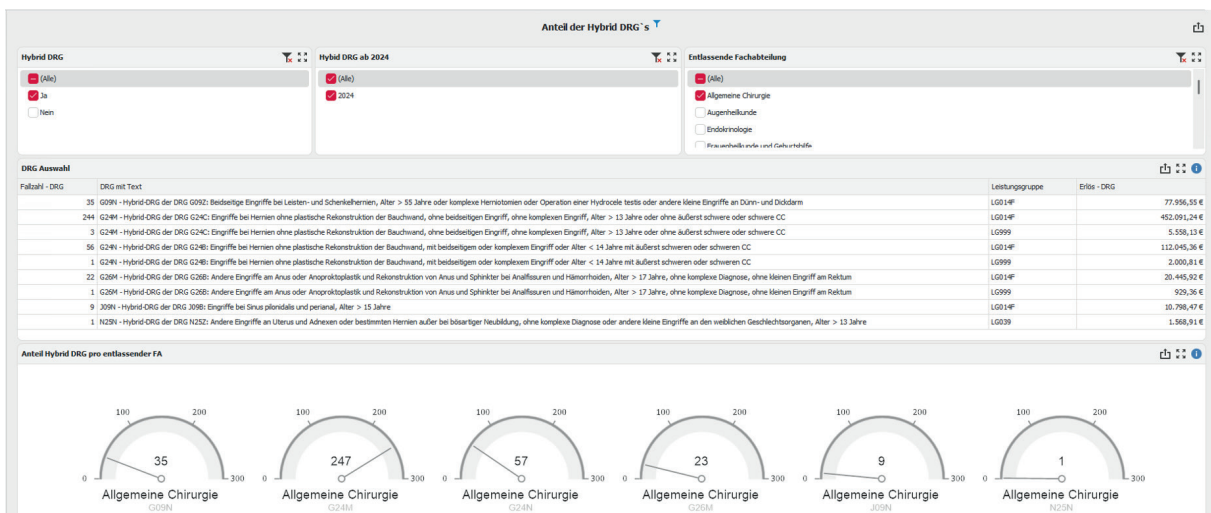 Anteil der Hybrid DRG`s
Hybrid DRG
Hybid DRG ab 2024
Entlassende Fachabteilung
(Alle)
Ja
Nein
(Alle)
2024
(Alle)
Allgemeine Chirurgie
Augenheilkunde
Endokrinologie
Frauenheilkunde und Geburtshilfe
DRG Auswahl
Fallzahl - DRG DRG mit Text Leistungsgruppe Erlös - DRG
35 G09N - Hybrid-DRG der DRG G09Z: Beidseitige Eingriffe bei Leisten- und Schenkelhernien, Alter > 55 Jahre oder komplexe Herniotomien oder Operation einer Hydrocele testis oder andere kleine Eingriffe an Dünn- und Dickdarm LG014F 77.956,55 €
244 G24M - Hybrid-DRG der DRG G24C: Eingriffe bei Hernien ohne plastische Rekonstruktion der Bauchwand, ohne beidseitigen Eingriff, ohne komplexen Eingriff, Alter > 13 Jahre oder ohne äußerst schwere oder schwere CC LG014F 452.091,24 €
3 G24M - Hybrid-DRG der DRG G24C: Eingriffe bei Hernien ohne plastische Rekonstruktion der Bauchwand, ohne beidseitigen Eingriff, ohne komplexen Eingriff, Alter > 13 Jahre oder ohne äußerst schwere oder schwere CC LG999 5.558,13 €
56 G24N - Hybrid-DRG der DRG G24B: Eingriffe bei Hernien ohne plastische Rekonstruktion der Bauchwand, mit beidseitigem oder komplexem Eingriff oder Alter < 14 Jahre mit äußerst schweren oder schweren CC LG014F 112.045,36 €
1 G24N - Hybrid-DRG der DRG G24B: Eingriffe bei Hernien ohne plastische Rekonstruktion der Bauchwand, mit beidseitigem oder komplexem Eingriff oder Alter < 14 Jahre mit äußerst schweren oder schweren CC LG999 2.000,81 €
22 G26M - Hybrid-DRG der DRG G26B: Andere Eingriffe am Anus oder Anoproktoplastik und Rekonstruktion von Anus und Sphinkter bei Analfissuren und Hämorrhoiden, Alter > 17 Jahre, ohne komplexe Diagnose, ohne kleinen Eingriff am Rektum LG014F 20.445,92 €
1 G26M - Hybrid-DRG der DRG G26B: Andere Eingriffe am Anus oder Anoproktoplastik und Rekonstruktion von Anus und Sphinkter bei Analfissuren und Hämorrhoiden, Alter > 17 Jahre, ohne komplexe Diagnose, ohne kleinen Eingriff am Rektum LG999 929,36 €
9 J09N - Hybrid-DRG der DRG J09B: Eingriffe bei Sinus pilonidalis und perianal, Alter > 15 Jahre LG014F 10.798,47 €
1 N25N - Hybrid-DRG der DRG N25Z: Andere Eingriffe an Uterus und Adnexen oder bestimmten Hernien außer bei bösartiger Neubildung, ohne komplexe Diagnose oder andere kleine Eingriffe an den weiblichen Geschlechtsorganen, Alter > 13 Jahre LG039 1.568,91 €
Anteil Hybrid DRG pro entlassender FA
100 200 100 200 100 200 100 200 100 200 100 200
35 247 57 23 9 1
0 300 0 300 0 300 0 300 0 300 0 300
Allgemeine Chirurgie Allgemeine Chirurgie Allgemeine Chirurgie Allgemeine Chirurgie Allgemeine Chirurgie Allgemeine Chirurgie
G09N G24M G24N G26M J09N N25N